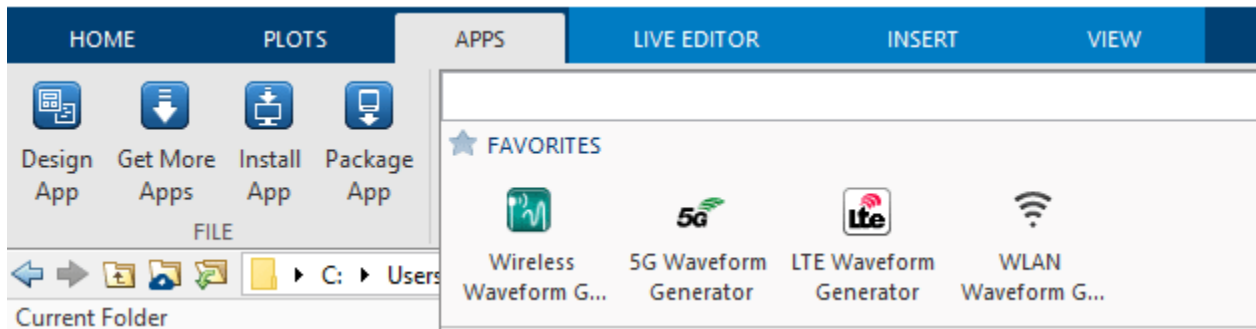 HOME PLOTS APPS LIVE EDITOR INSERT VIEW
Design App
Get More Apps
Install App
Package App
FILE
FAVORITES
5G
Lte
Wireless Waveform G...
5G Waveform Generator
LTE Waveform Generator
WLAN Waveform G...
C: Users
Current Folder